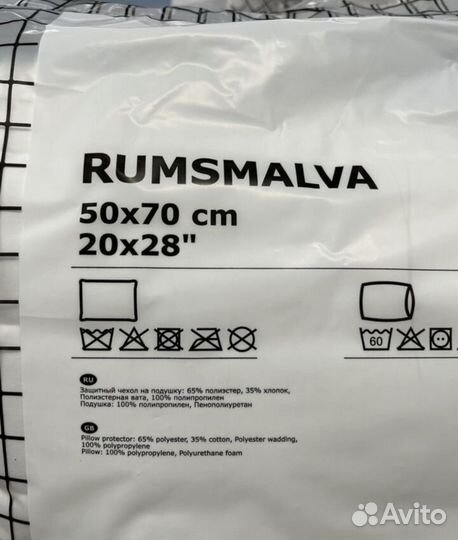 RUMSMALVA
50x70 cm
20x28"
60
RU
Защитный чехол на подушку: 65% полиэстер, 35% хлопок,
Полиэстерная вата, 100% полипропилен
Подушка: 100% полипропилен, Пенополиуретан
GB
Pillow protector: 65% polyester, 35% cotton, Polyester wadding,
100% polypropylene
Pillow: 100% polypropylene, Polyurethane foam
Avito